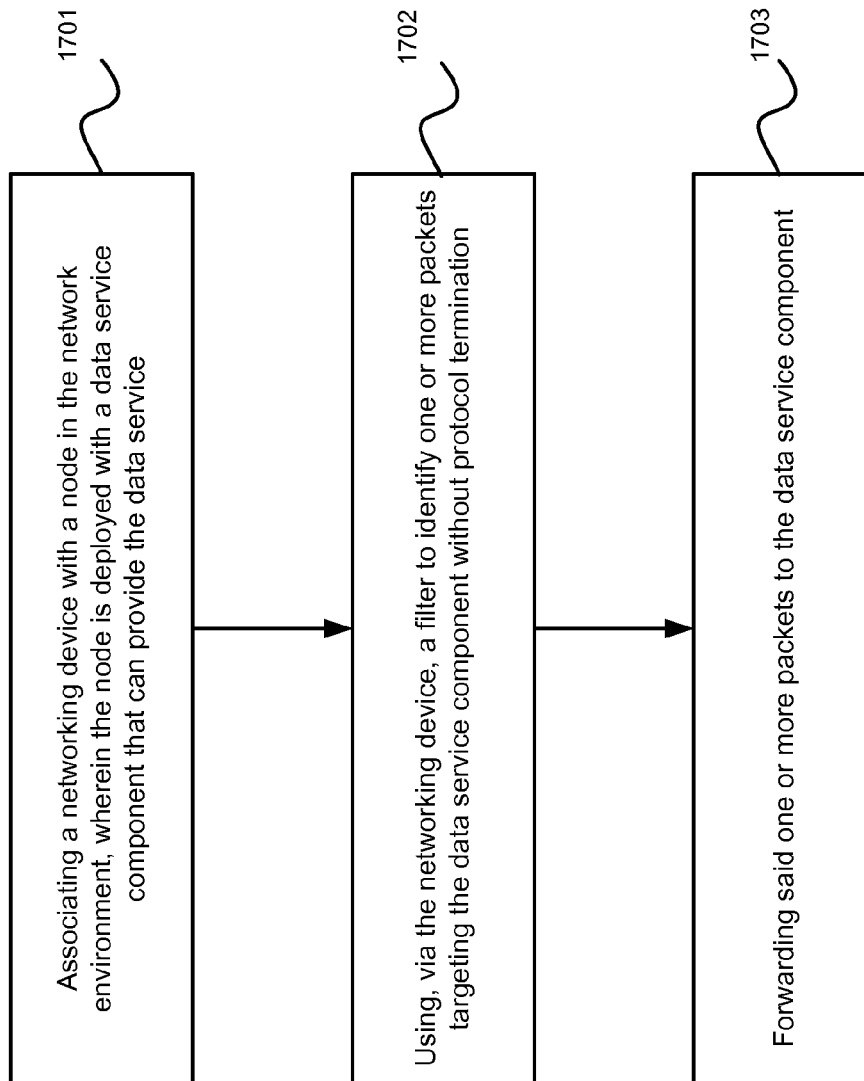 Associating a networking device with a node in the network
environment, wherein the node is deployed with a data service
component that can provide the data service
1701
Using, via the networking device, a filter to identify one or more packets
targeting the data service component without protocol termination
1702
Forwarding said one or more packets to the data service component
1703